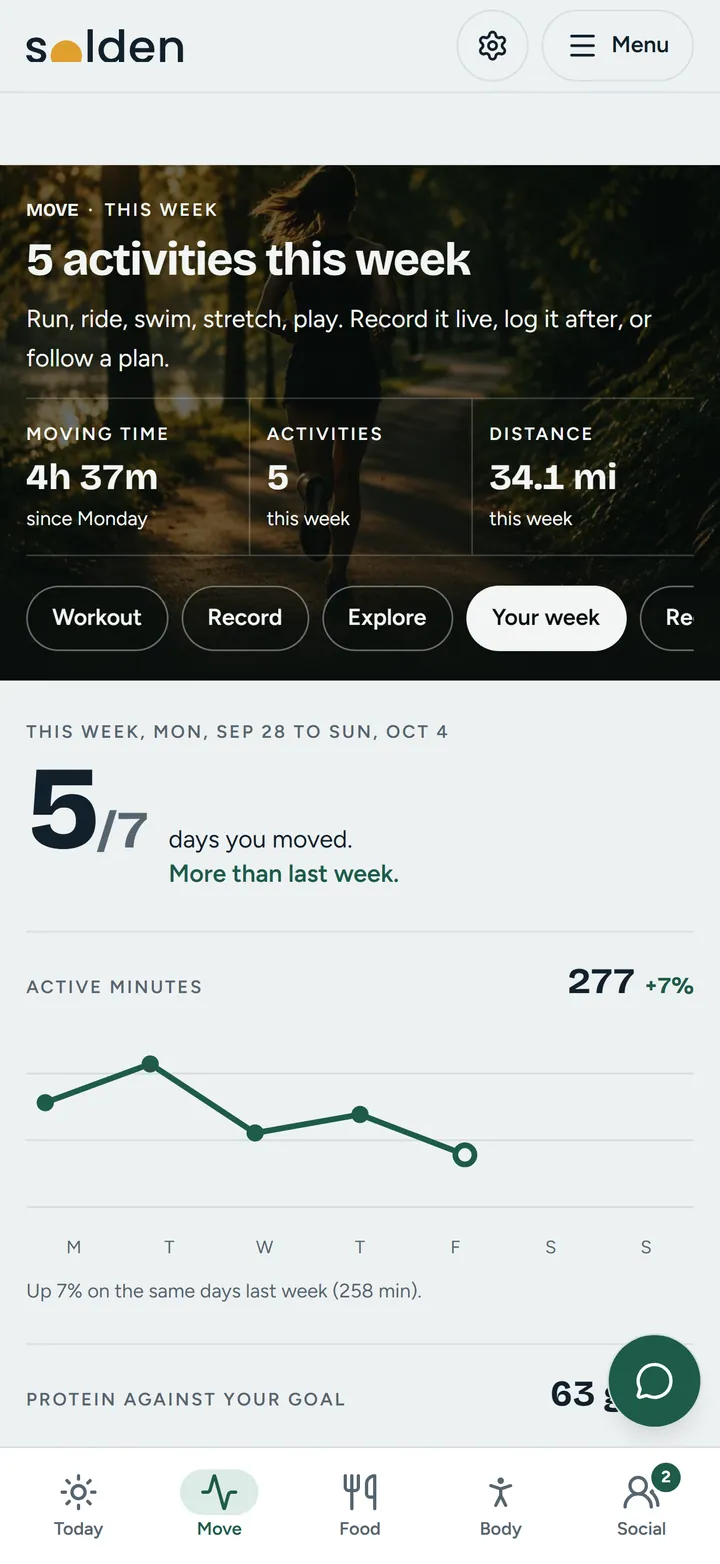 solden
Menu
MOVE · THIS WEEK
5 activities this week
Run, ride, swim, stretch, play. Record it live, log it after, or
follow a plan.
MOVING TIME
4h 37m
since Monday
ACTIVITIES
5
this week
DISTANCE
34.1 mi
this week
Workout
Record
Explore
Your week
THIS WEEK, MON, SEP 28 TO SUN, OCT 4
5/7
days you moved.
More than last week.
ACTIVE MINUTES
277 +7%
M T W T F S S
Up 7% on the same days last week (258 min).
PROTEIN AGAINST YOUR GOAL
63
2
Today
Move
Food
Body
Social